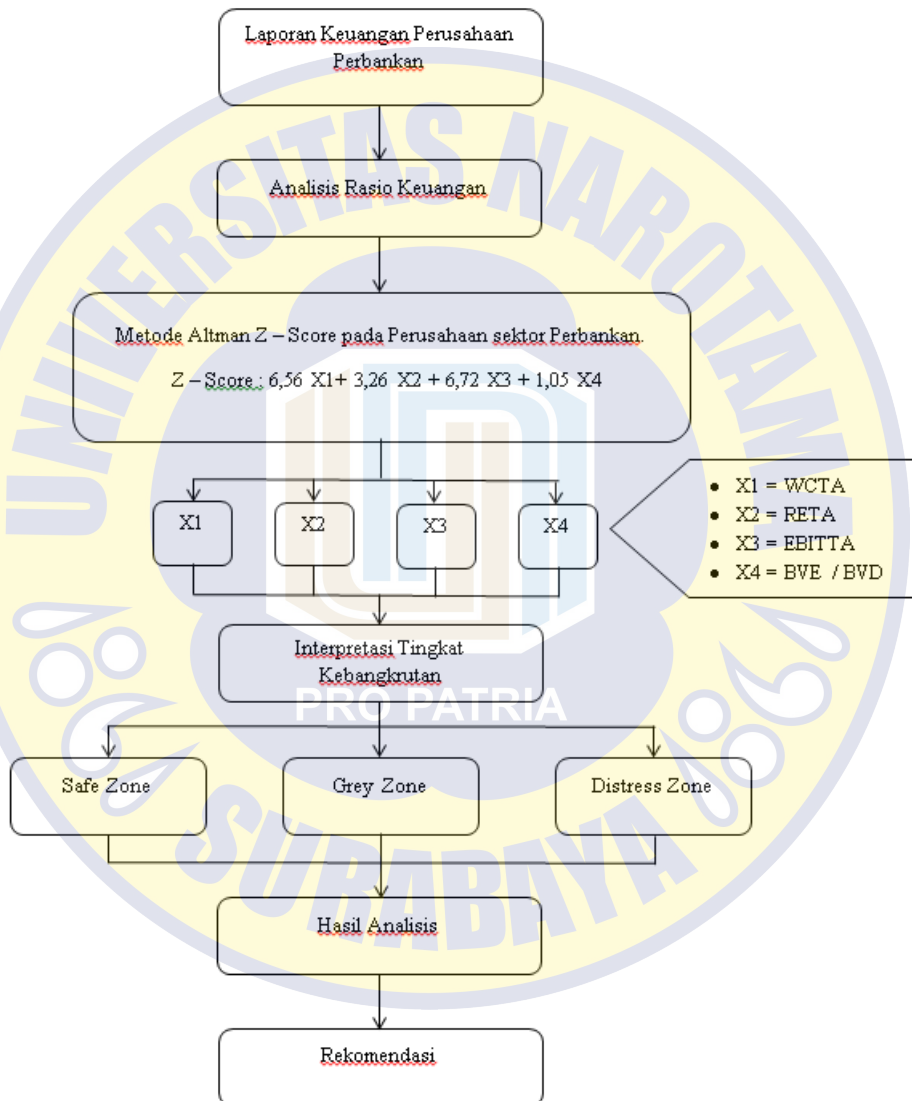 Laporan Keuangan Perusahaan
Perbankan
Analisis Rasio Keuangan
Metode Altman Z – Score pada Perusahaan sektor Perbankan.
Z – Score : 6,56 X1+ 3,26 X2 + 6,72 X3 + 1,05 X4
X1
X2
X3
X4
• X1 = WCTA
• X2 = RETA
• X3 = EBITTA
• X4 = BVE / BVD
Interpretasi Tingkat
Kebangkrutan
Safe Zone
Grey Zone
Distress Zone
Hasil Analisis
Rekomendasi
UNIVERSITAS NAROTAMA
PRO PATRIA
SURABAYA